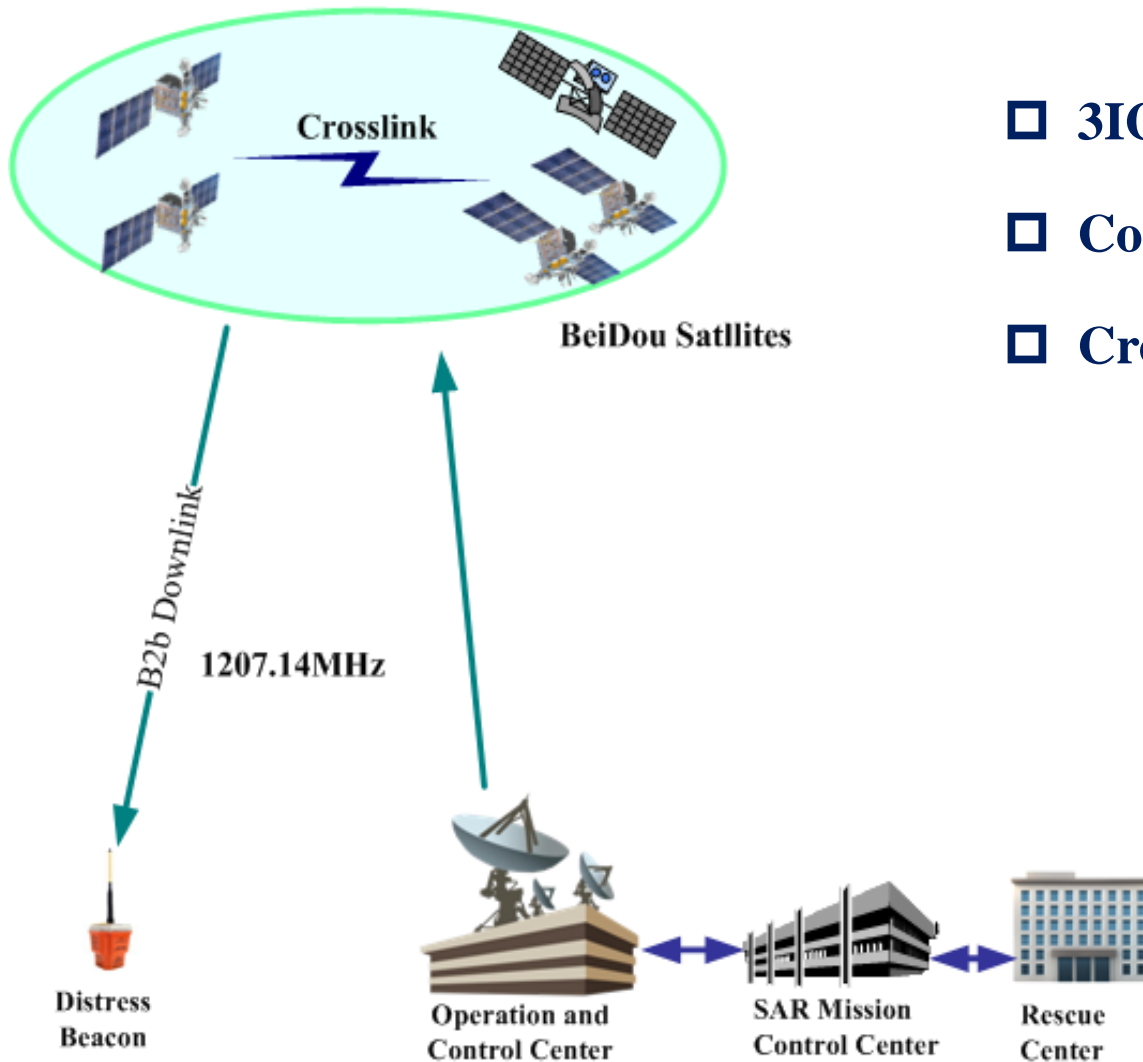 Crosslink
BeiDou Satllites
B2b Downlink
1207.14MHz
Distress
Beacon
Operation and
Control Center
SAR Mission
Control Center
Rescue
Center